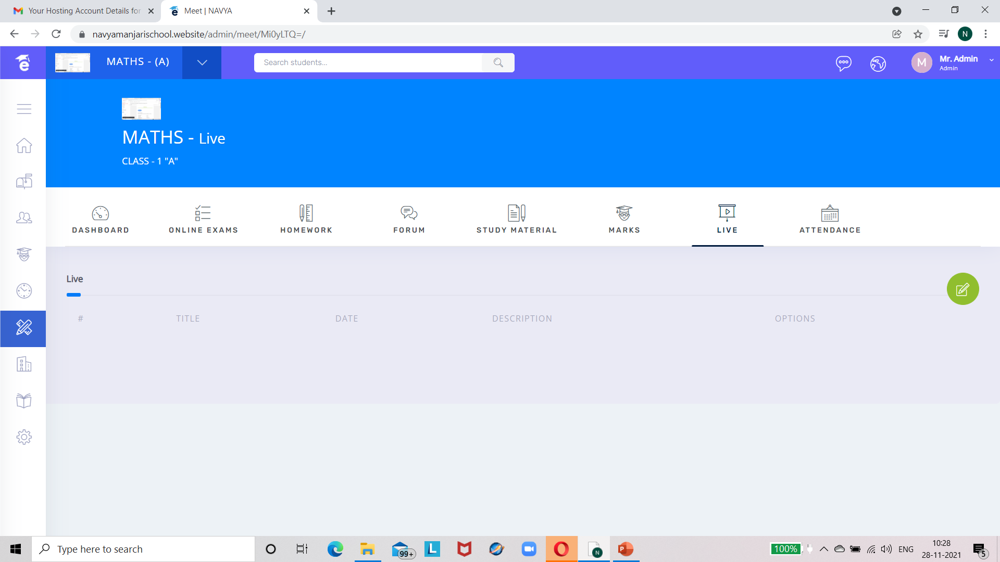 Your Hosting Account Details for
Meet | NAVYA
navyamanjarischool.website/admin/meet/Mi0yLTQ=/
N
MATHS - (A)
Search students...
M
Mr. Admin
Admin
MATHS - Live
CLASS - 1 "A"
DASHBOARD
ONLINE EXAMS
HOMEWORK
FORUM
STUDY MATERIAL
MARKS
LIVE
ATTENDANCE
Live
# TITLE DATE DESCRIPTION OPTIONS
Type here to search
99+
L
N
P
100%
ENG
10:28
28-11-2021
5